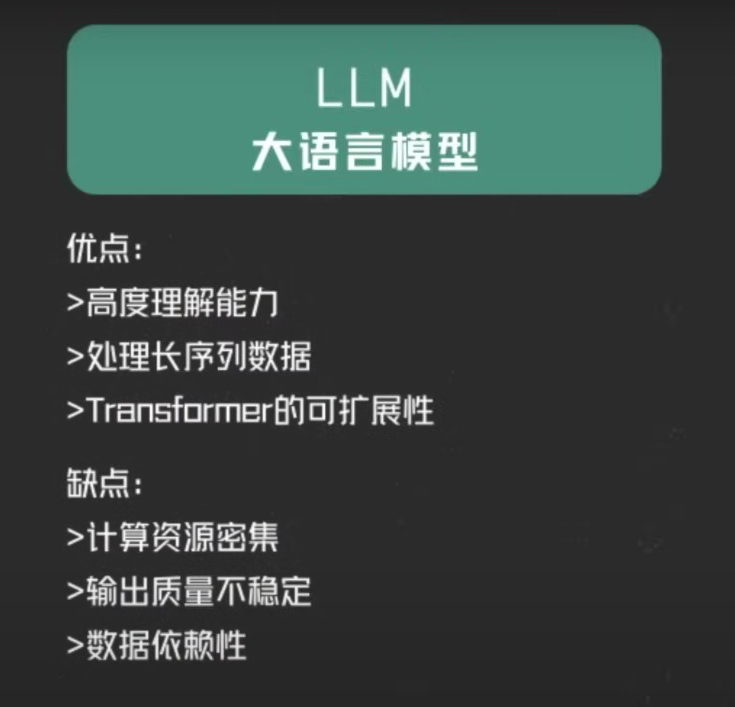 LLM
大语言模型
优点:
>高度理解能力
>处理长序列数据
>Transformer的可扩展性
缺点:
>计算资源密集
>输出质量不稳定
>数据依赖性